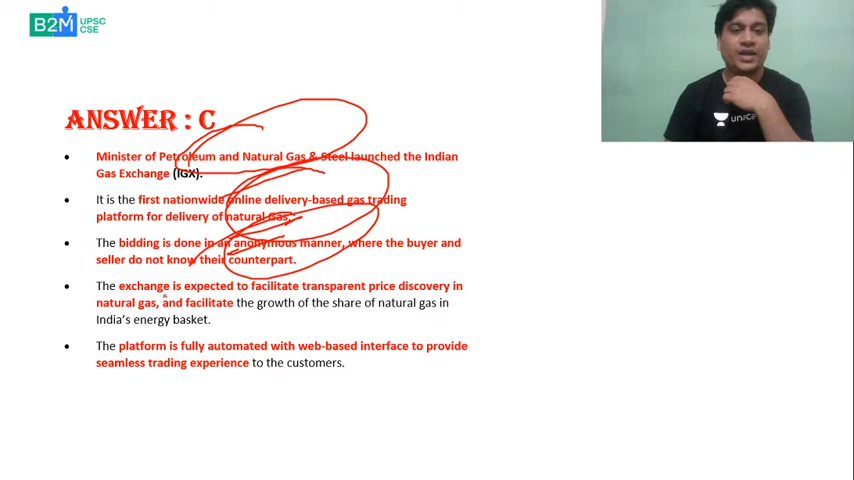 B2M UPSC
CSE
ANSWER : C
• Minister of Petroleum and Natural Gas & Steel launched the Indian
Gas Exchange (IGX).
• It is the first nationwide online delivery-based gas trading
platform for delivery of natural Gas.
• The bidding is done in an anonymous manner, where the buyer and
seller do not know their counterpart.
• The exchange is expected to facilitate transparent price discovery in
natural gas, and facilitate the growth of the share of natural gas in
India's energy basket.
• The platform is fully automated with web-based interface to provide
seamless trading experience to the customers.